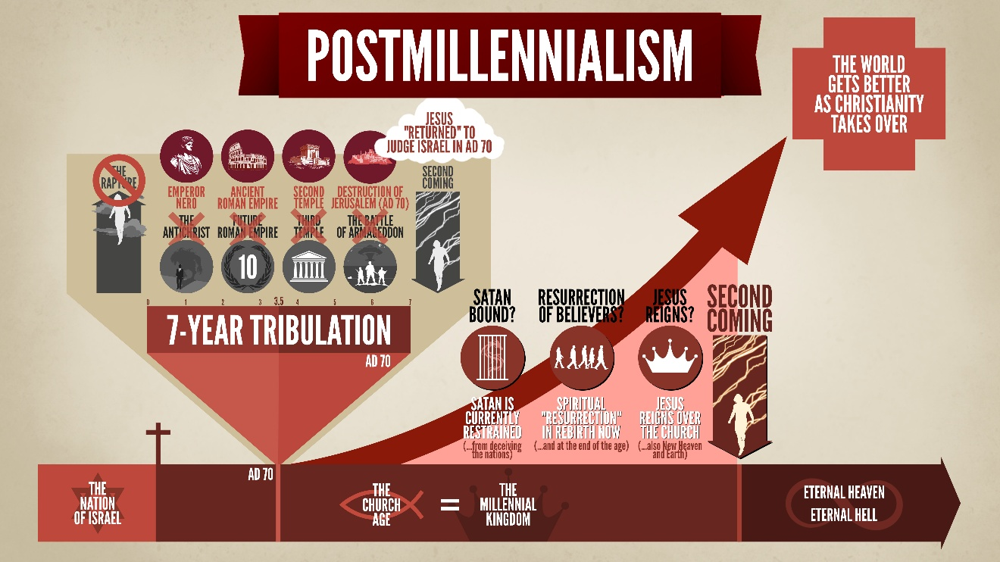 POSTMILLENNIALISM
THE WORLD
GETS BETTER
AS CHRISTIANITY
TAKES OVER
JESUS
"RETURNED" TO
JUDGE ISRAEL IN AD 70
THE
RAPTURE
EMPEROR
NERO
ANCIENT
ROMAN EMPIRE
SECOND
TEMPLE
DESTRUCTION OF
JERUSALEM (AD 70)
SECOND
COMING
THE
ANTICHRIST
FUTURE
ROMAN EMPIRE
THIRD
TEMPLE
THE BATTLE
OF ARMAGEDDON
10
0 1 2 3 3.5 4 5 6 7
7-YEAR TRIBULATION
AD 70
SATAN
BOUND?
RESURRECTION
OF BELIEVERS?
JESUS
REIGNS?
SECOND
COMING
SATAN IS
CURRENTLY
RESTRAINED
(...from deceiving
the nations)
SPIRITUAL
"RESURRECTION"
IN REBIRTH NOW
(...and at the end of the age)
JESUS
REIGNS OVER
THE CHURCH
(...also New Heaven
and Earth)
THE
NATION
OF ISRAEL
AD 70
THE
CHURCH
AGE
=
THE
MILLENNIAL
KINGDOM
ETERNAL HEAVEN
ETERNAL HELL